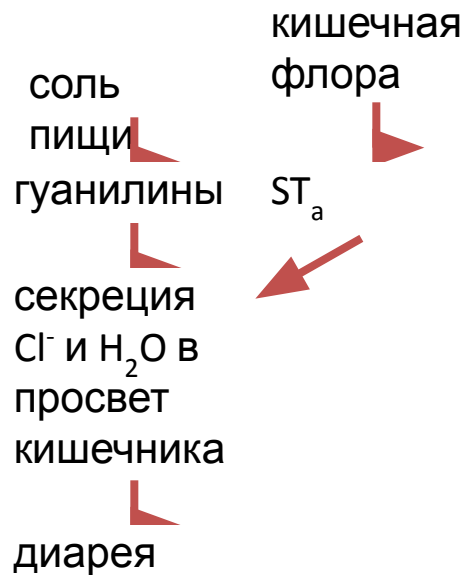 кишечная
флора
соль
пищи
гуанилины
STₐ
секреция
Cl⁻ и H₂O в
просвет
кишечника
диарея